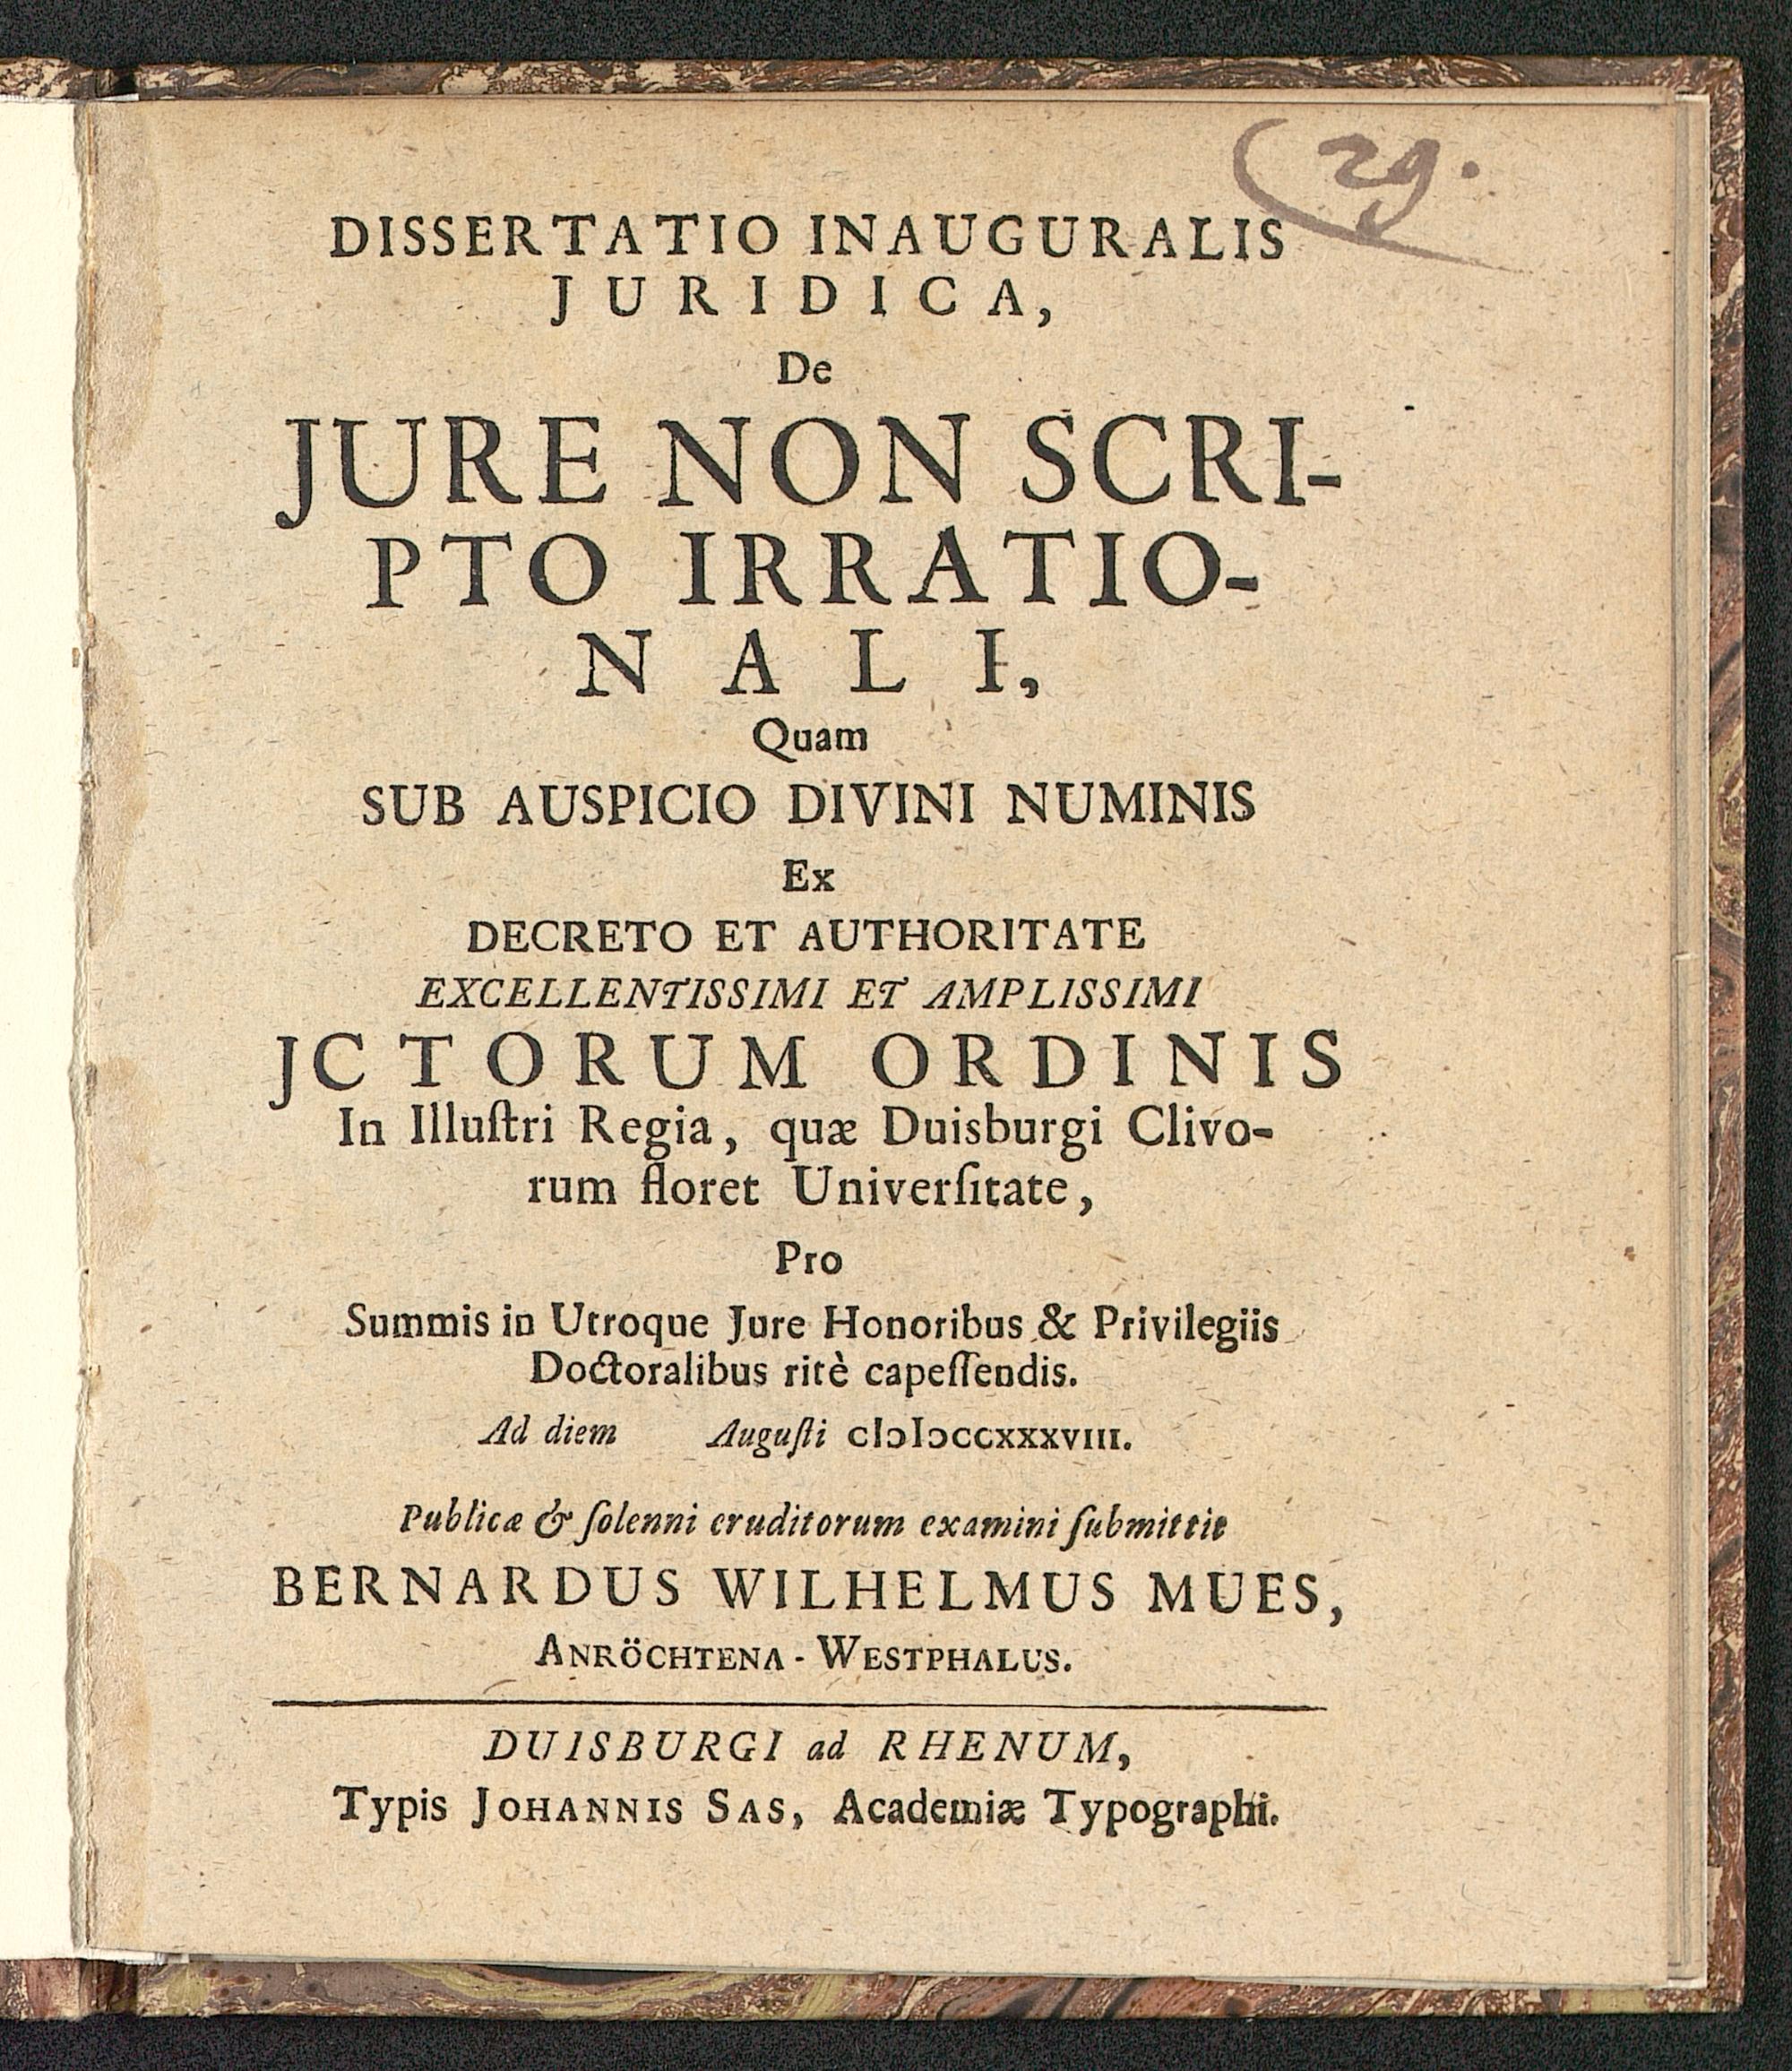 29.
DISSERTATIO INAUGURALIS
JURIDICA,
De
JURE NON SCRI-
PTO IRRATIO-
NALI,
Quam
SUB AUSPICIO DIVINI NUMINIS
Ex
DECRETO ET AUTHORITATE
EXCELLENTISSIMI ET AMPLISSIMI
JCTORUM ORDINIS
In Illuſtri Regia, quæ Duisburgi Clivo-
rum floret Univerſitate,
Pro
Summis in Utroque Jure Honoribus & Privilegiis
Doctoralibus ritè capeſſendis.
Ad diem Auguſti cIɔIɔccxxxvIII.
Publicæ & ſolenni eruditorum examini ſubmittit
BERNARDUS WILHELMUS MUES,
ANRÖCHTENA-WESTPHALUS.
DUISBURGI ad RHENUM,
Typis JOHANNIS SAS, Academiæ Typographi.